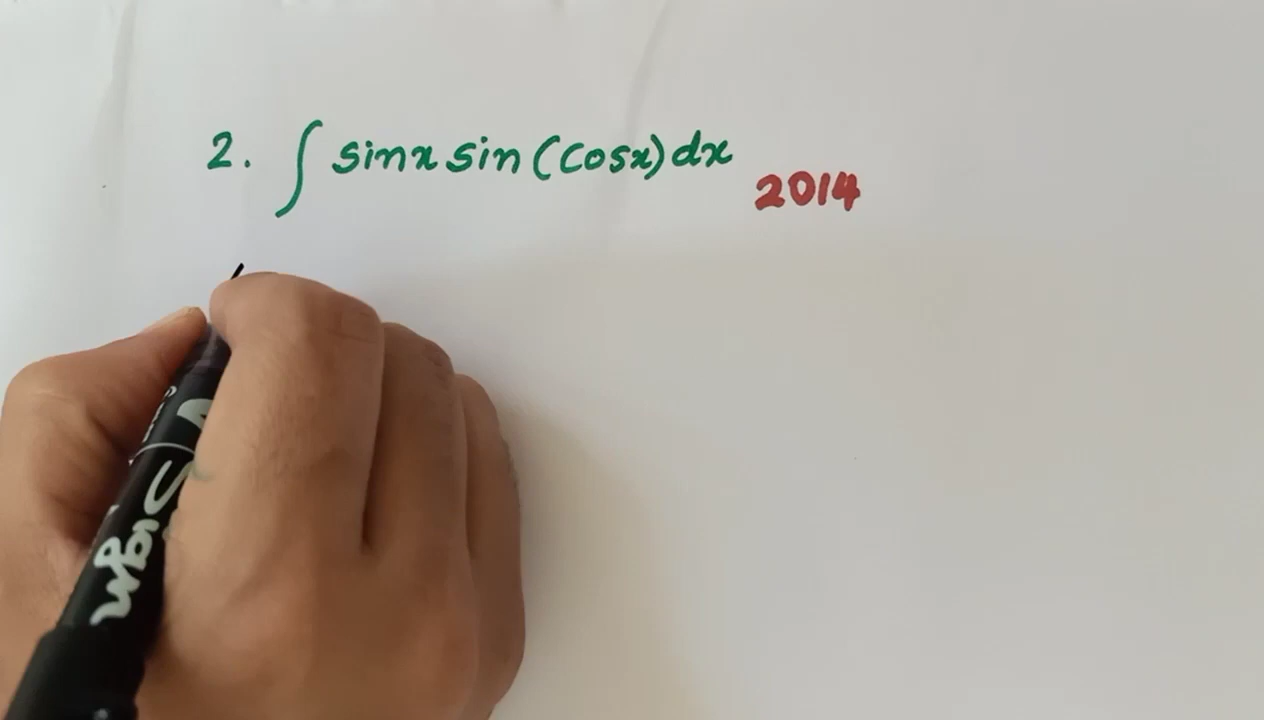 2. ∫ sinx sin (cosx) dx
2014